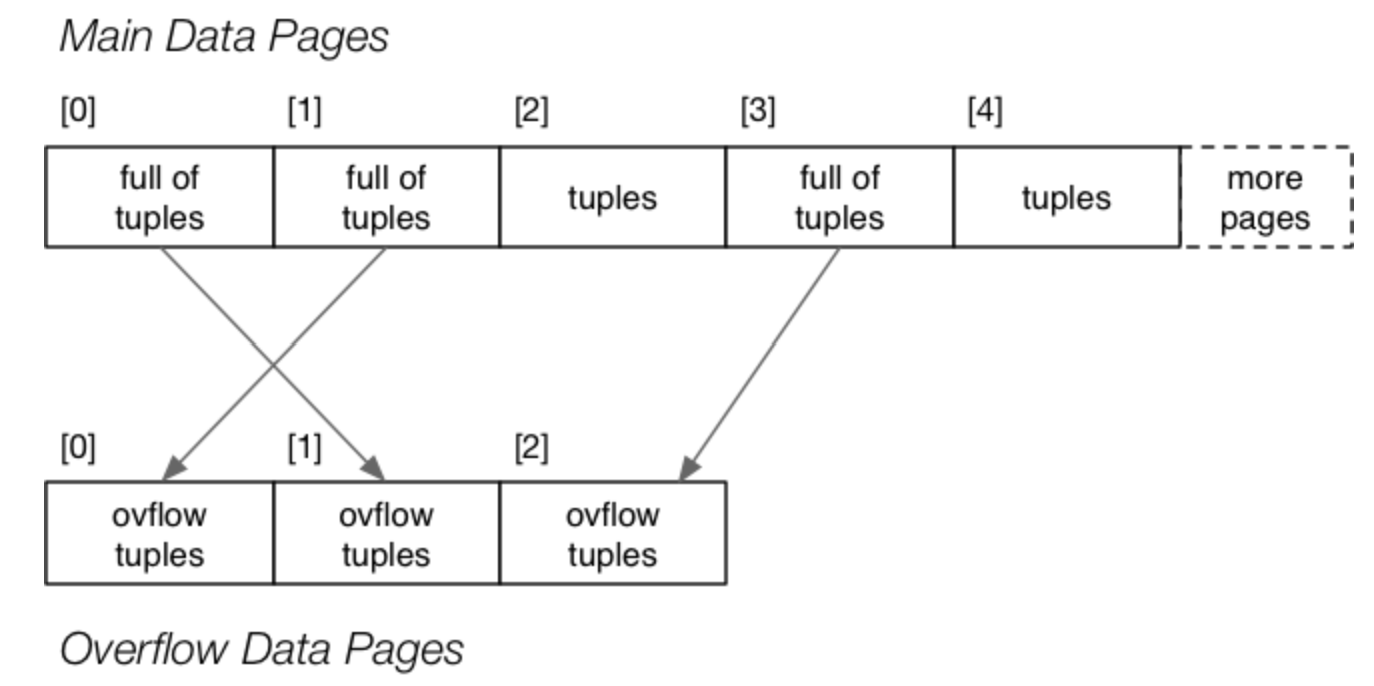 Main Data Pages
[0] [1] [2] [3] [4]
full of full of full of more
tuples tuples tuples tuples tuples pages
[0] [1] [2]
ovflow ovflow ovflow
tuples tuples tuples
Overflow Data Pages